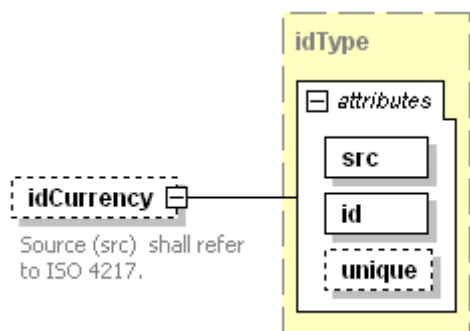 idType
attributes
src
idCurrency
id
Source (src) shall refer
to ISO 4217.
unique